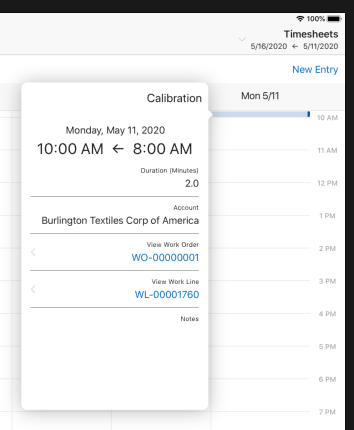 100%
Timesheets
5/16/2020 ← 5/11/2020
New Entry
Calibration
Mon 5/11
Monday, May 11, 2020
10:00 AM ← 8:00 AM
Duration (Minutes)
2.0
Account
Burlington Textiles Corp of America
View Work Order
WO-00000001
View Work Line
WL-00001760
Notes
10 AM
11 AM
12 PM
1 PM
2 PM
3 PM
4 PM
5 PM
6 PM
7 PM